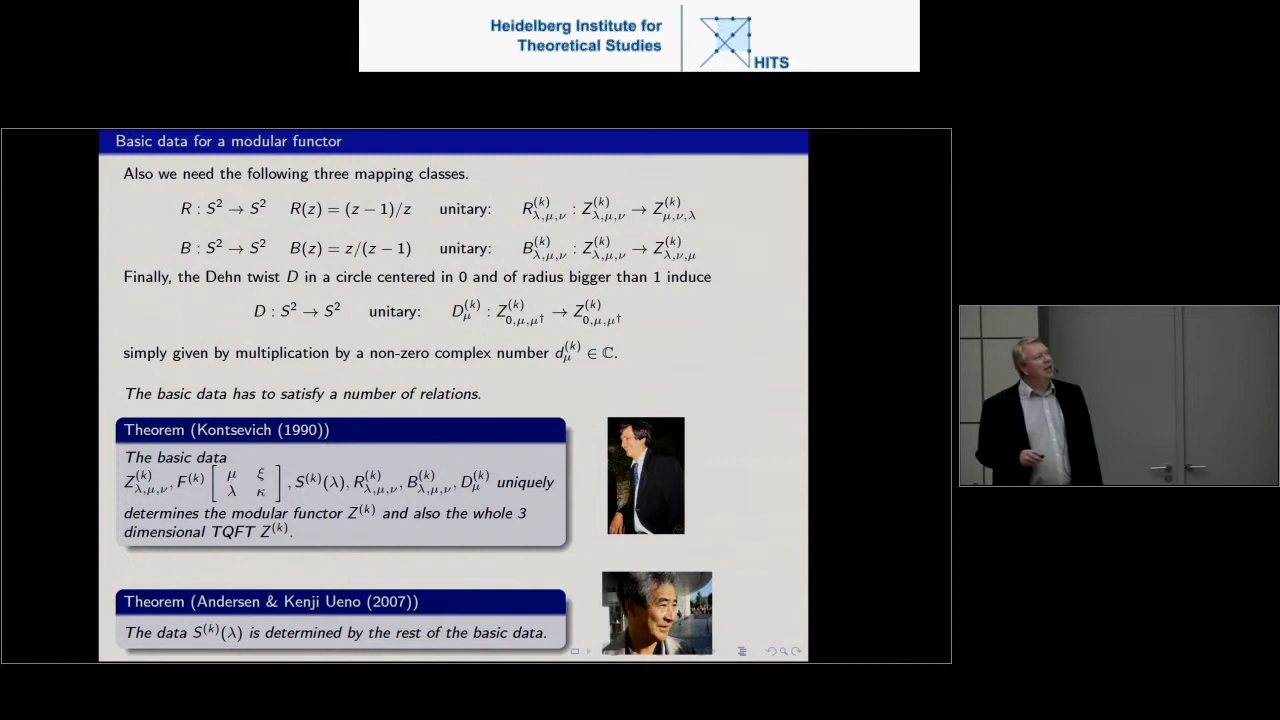 Heidelberg Institute for
Theoretical Studies
HITS
Basic data for a modular functor
Also we need the following three mapping classes.
R : S² → S² R(z) = (z − 1)/z unitary: R^{(k)}_{λ,μ,ν} : Z^{(k)}_{λ,μ,ν} → Z^{(k)}_{μ,ν,λ}
B : S² → S² B(z) = z/(z − 1) unitary: B^{(k)}_{λ,μ,ν} : Z^{(k)}_{λ,μ,ν} → Z^{(k)}_{λ,ν,μ}
Finally, the Dehn twist D in a circle centered in 0 and of radius bigger than 1 induce
D : S² → S² unitary: D^{(k)}_μ : Z^{(k)}_{0,μ,μ†} → Z^{(k)}_{0,μ,μ†}
simply given by multiplication by a non-zero complex number d^{(k)}_μ ∈ ℂ.
The basic data has to satisfy a number of relations.
Theorem (Kontsevich (1990))
The basic data
Z^{(k)}_{λ,μ,ν}, F^{(k)} [ μ ξ
λ κ ], S^{(k)}(λ), R^{(k)}_{λ,μ,ν}, B^{(k)}_{λ,μ,ν}, D^{(k)}_μ uniquely
determines the modular functor Z^{(k)} and also the whole 3
dimensional TQFT Z^{(k)}.
Theorem (Andersen & Kenji Ueno (2007))
The data S^{(k)}(λ) is determined by the rest of the basic data.